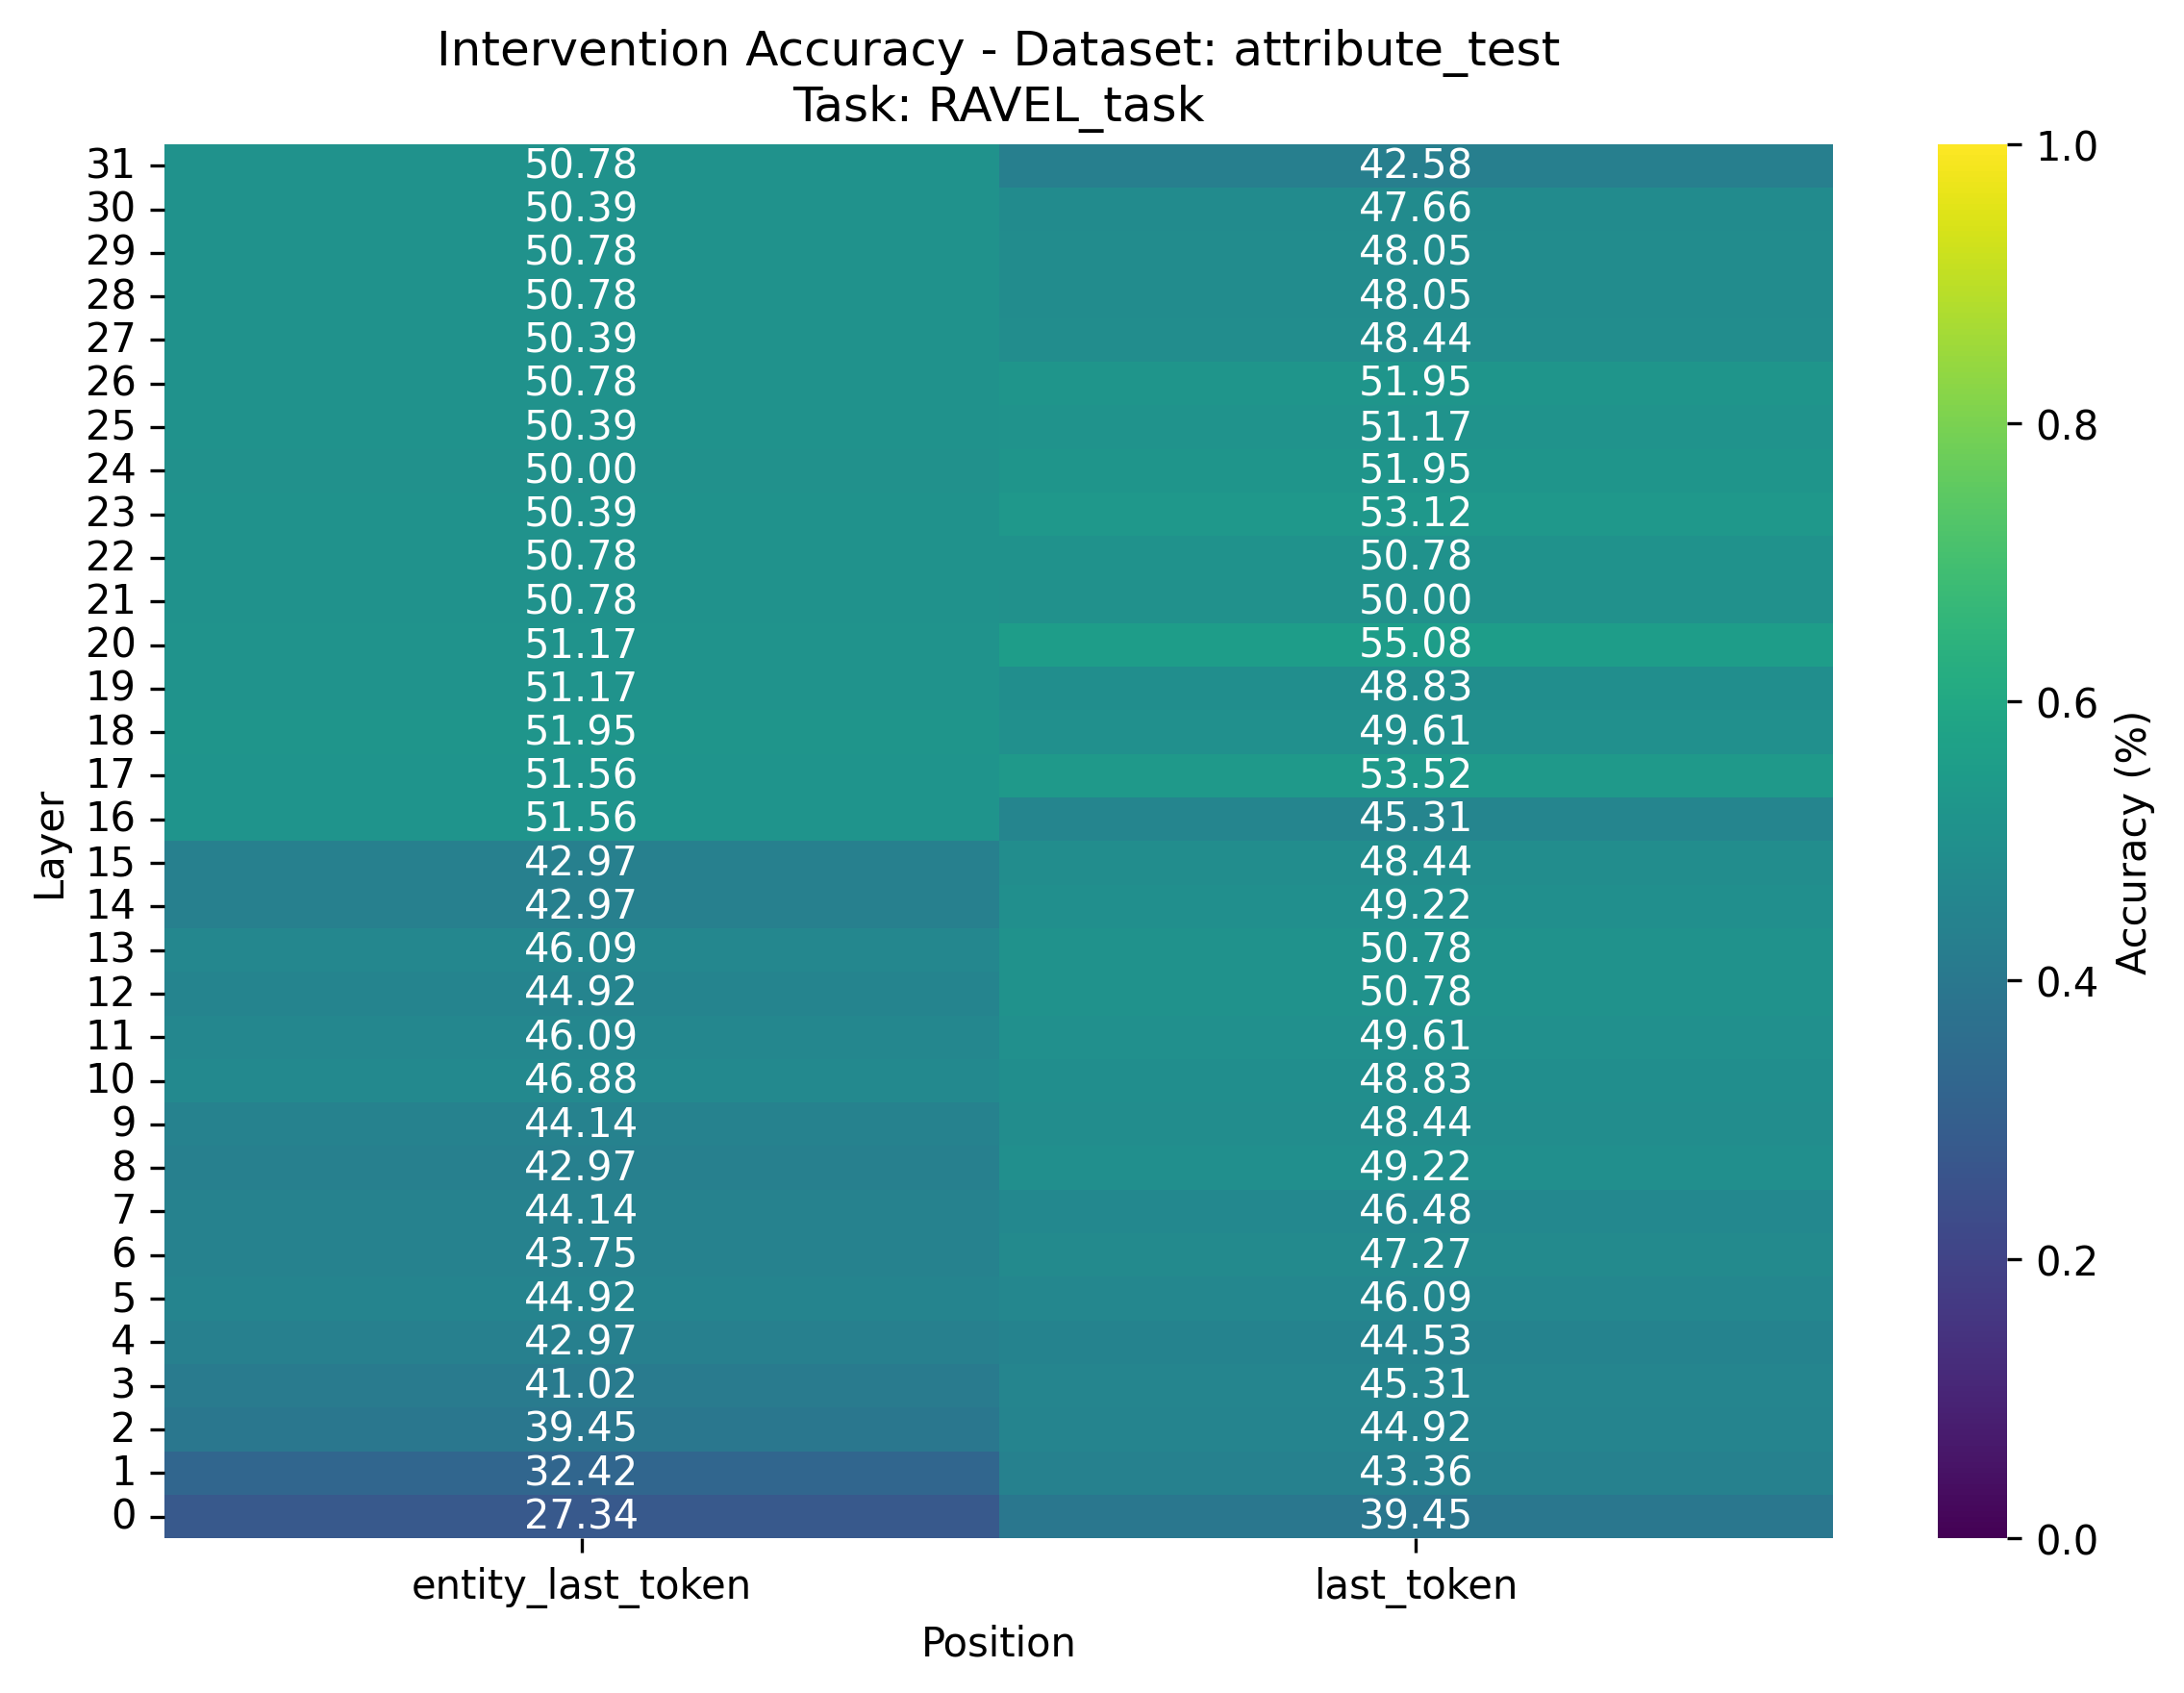 Intervention Accuracy - Dataset: attribute_test
Task: RAVEL_task
Layer
31 50.78 42.58
30 50.39 47.66
29 50.78 48.05
28 50.78 48.05
27 50.39 48.44
26 50.78 51.95
25 50.39 51.17
24 50.00 51.95
23 50.39 53.12
22 50.78 50.78
21 50.78 50.00
20 51.17 55.08
19 51.17 48.83
18 51.95 49.61
17 51.56 53.52
16 51.56 45.31
15 42.97 48.44
14 42.97 49.22
13 46.09 50.78
12 44.92 50.78
11 46.09 49.61
10 46.88 48.83
9 44.14 48.44
8 42.97 49.22
7 44.14 46.48
6 43.75 47.27
5 44.92 46.09
4 42.97 44.53
3 41.02 45.31
2 39.45 44.92
1 32.42 43.36
0 27.34 39.45
entity_last_token last_token
Position
1.0
0.8
0.6
0.4
0.2
0.0
Accuracy (%)